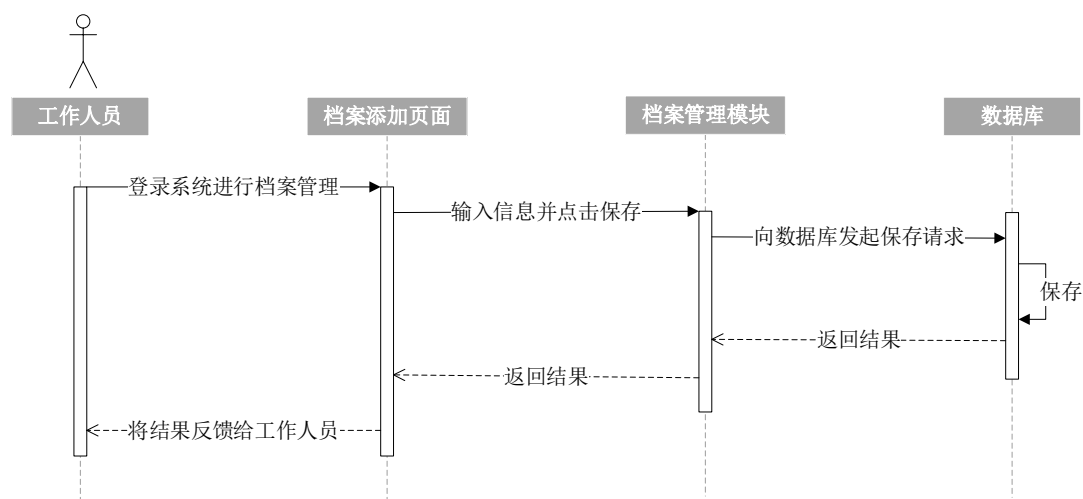 工作人员
档案添加页面
档案管理模块
数据库
登录系统进行档案管理
输入信息并点击保存
向数据库发起保存请求
保存
返回结果
返回结果
将结果反馈给工作人员